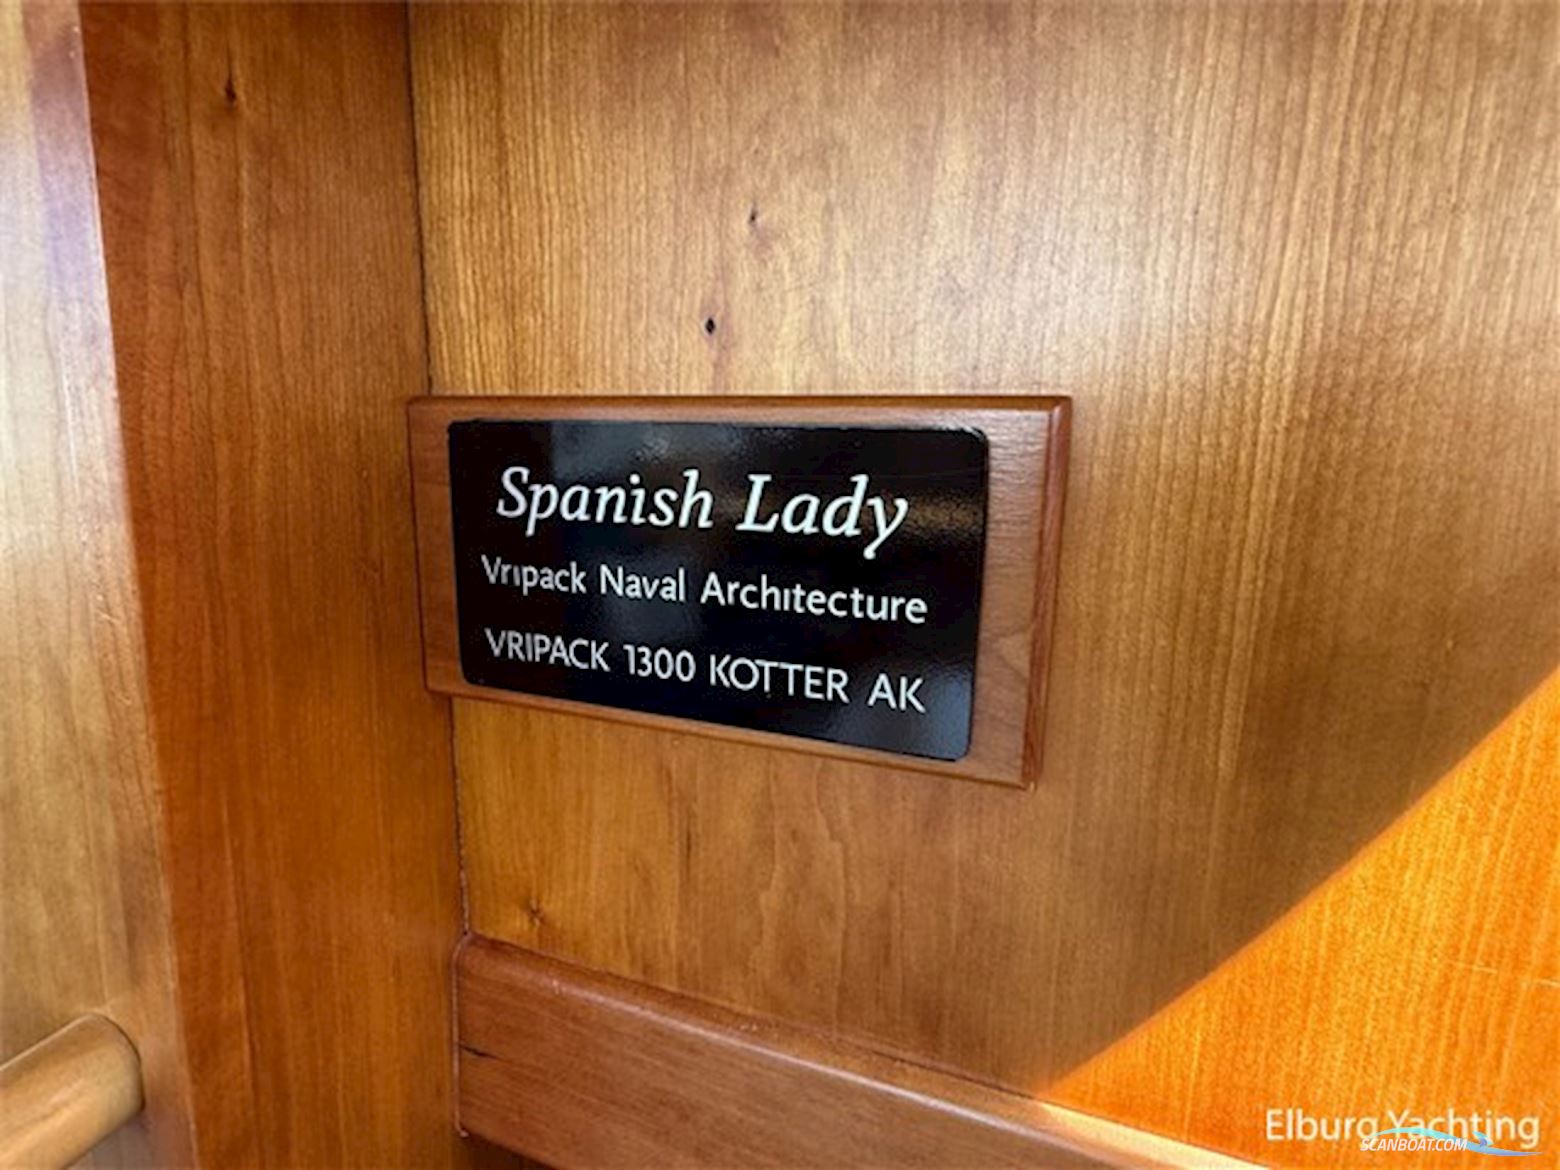 Spanish Lady
Vripack Naval Architecture
VRIPACK 1300 KOTTER AK
Elburg Yachting
SCANBOAT.COM